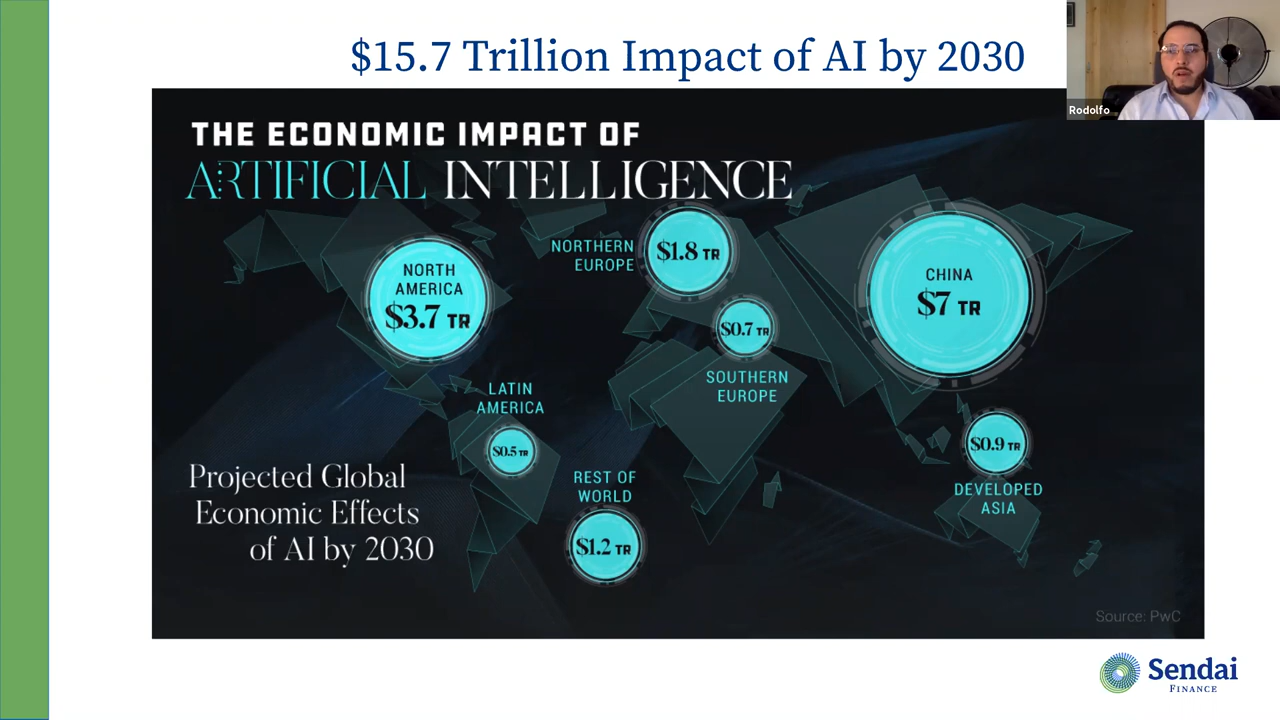 $15.7 Trillion Impact of AI by 2030
Rodolfo
THE ECONOMIC IMPACT OF
ARTIFICIAL INTELLIGENCE
NORTHERN
EUROPE
$1.8 TR
NORTH
AMERICA
$3.7 TR
CHINA
$7 TR
$0.7 TR
SOUTHERN
EUROPE
LATIN
AMERICA
$0.5 TR
$0.9 TR
DEVELOPED
ASIA
REST OF
WORLD
$1.2 TR
Projected Global
Economic Effects
of AI by 2030
Source: PwC
Sendai
FINANCE